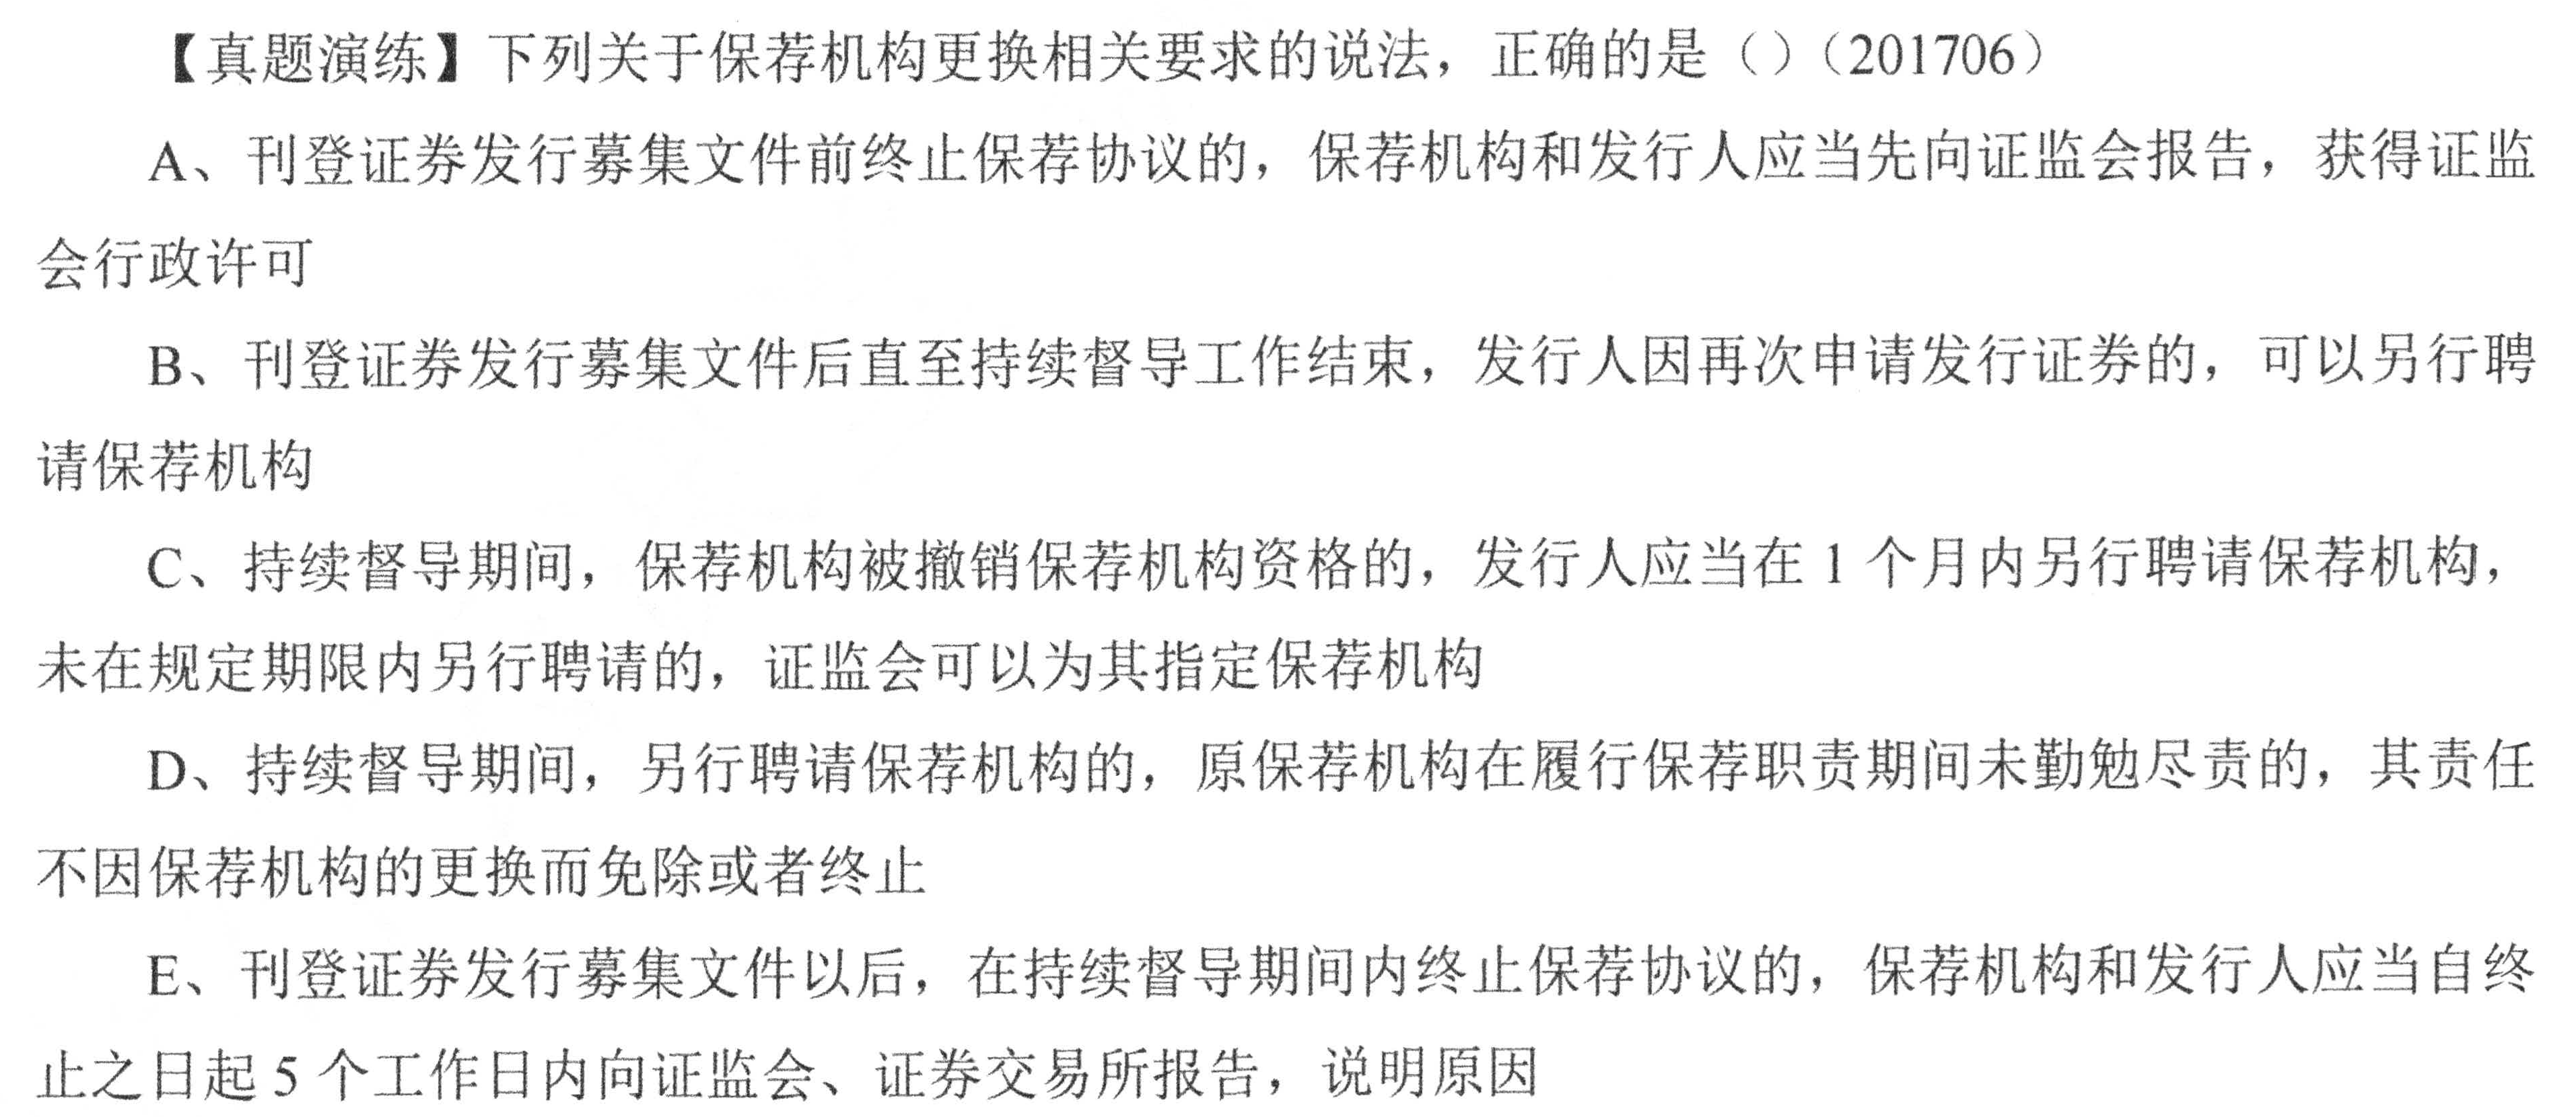 【真题演练】下列关于保荐机构更换相关要求的说法，正确的是（）（201706）
A、刊登证券发行募集文件前终止保荐协议的，保荐机构和发行人应当先向证监会报告，获得证监
会行政许可
B、刊登证券发行募集文件后直至持续督导工作结束，发行人因再次申请发行证券的，可以另行聘
请保荐机构
C、持续督导期间，保荐机构被撤销保荐机构资格的，发行人应当在 1 个月内另行聘请保荐机构，
未在规定期限内另行聘请的，证监会可以为其指定保荐机构
D、持续督导期间，另行聘请保荐机构的，原保荐机构在履行保荐职责期间未勤勉尽责的，其责任
不因保荐机构的更换而免除或者终止
E、刊登证券发行募集文件以后，在持续督导期间内终止保荐协议的，保荐机构和发行人应当自终
止之日起 5 个工作日内向证监会、证券交易所报告，说明原因